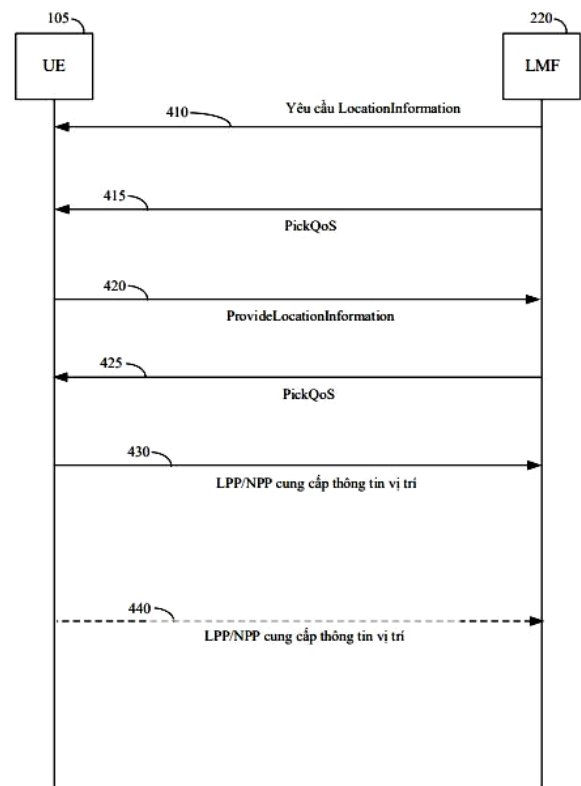 105 220
UE LMF
Yêu cầu LocationInformation
410
415
PickQoS
420
ProvideLocationInformation
425
PickQoS
430
LPP/NPP cung cấp thông tin vị trí
440
LPP/NPP cung cấp thông tin vị trí